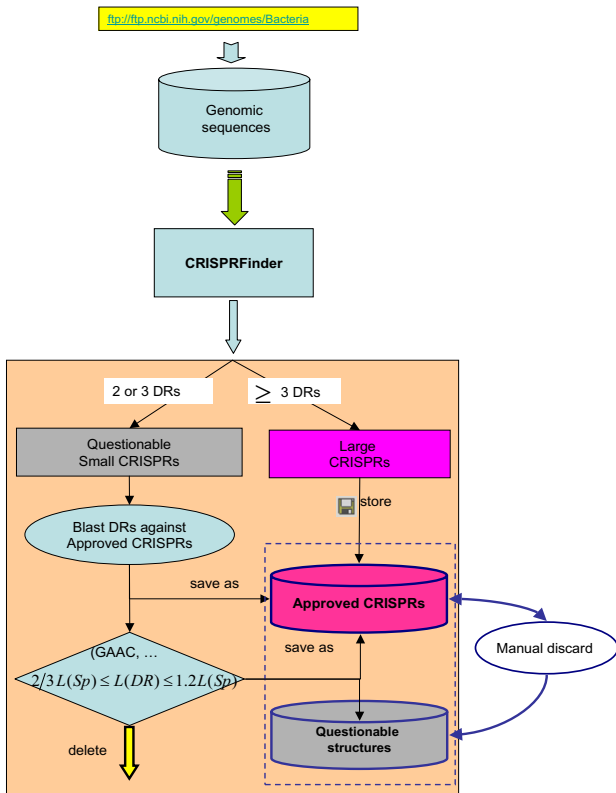 ftp://ftp.ncbi.nih.gov/genomes/Bacteria
Genomic
sequences
CRISPRFinder
2 or 3 DRs
≥ 3 DRs
Questionable
Small CRISPRs
Large
CRISPRs
store
Blast DRs against
Approved CRISPRs
save as
Approved CRISPRs
(GAAC, ...
2/3 L(Sp) ≤ L(DR) ≤ 1.2L(Sp)
save as
Manual discard
Questionable
structures
delete